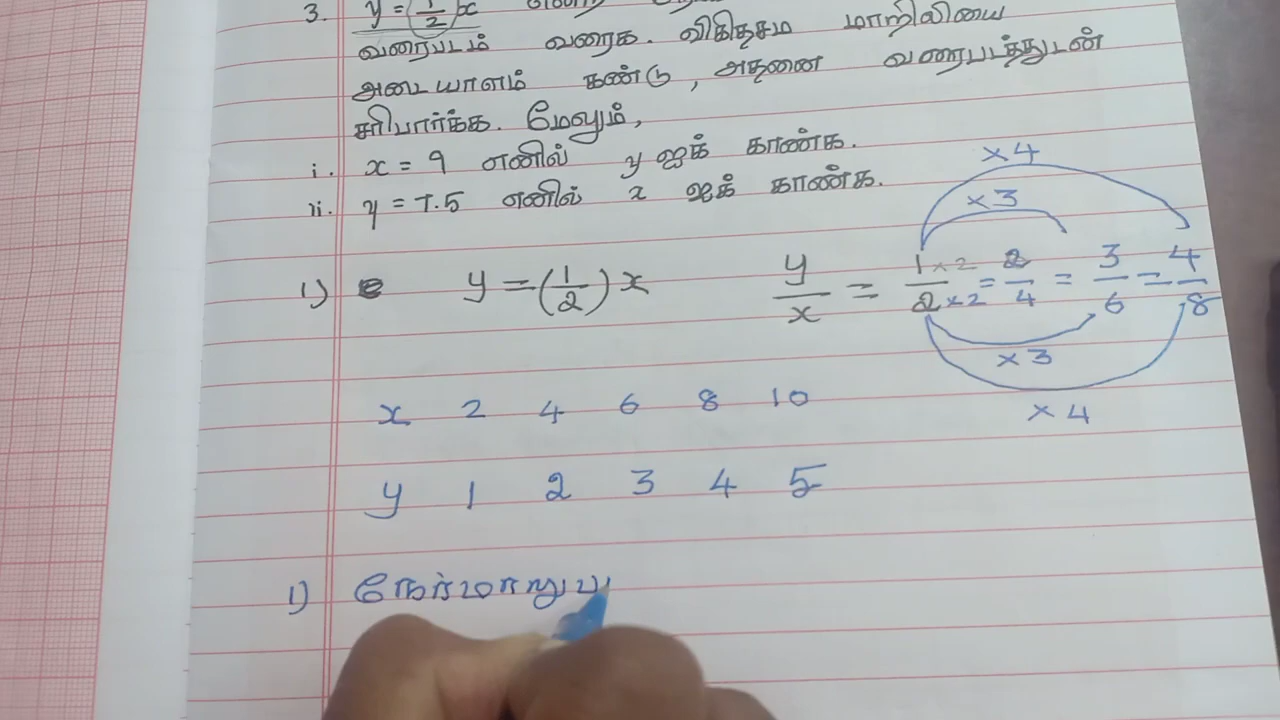 3. y = (1/2) x
வரைபடம் வரைக. விகிதசம மாறிலியை
அடையாளம் கண்டு, அதனை வரைபடத்துடன்
சரிபார்க்க. மேலும்,
i. x = 9 எனில் y ஐக் காண்க.
ii. y = 7.5 எனில் x ஐக் காண்க.
×4
×3
1) y = (1/2) x y/x = 1×2/2×2 = 2/4 = 3/6 = 4/8
×3
×4
x 2 4 6 8 10
y 1 2 3 4 5
1) நேர்மாறுப